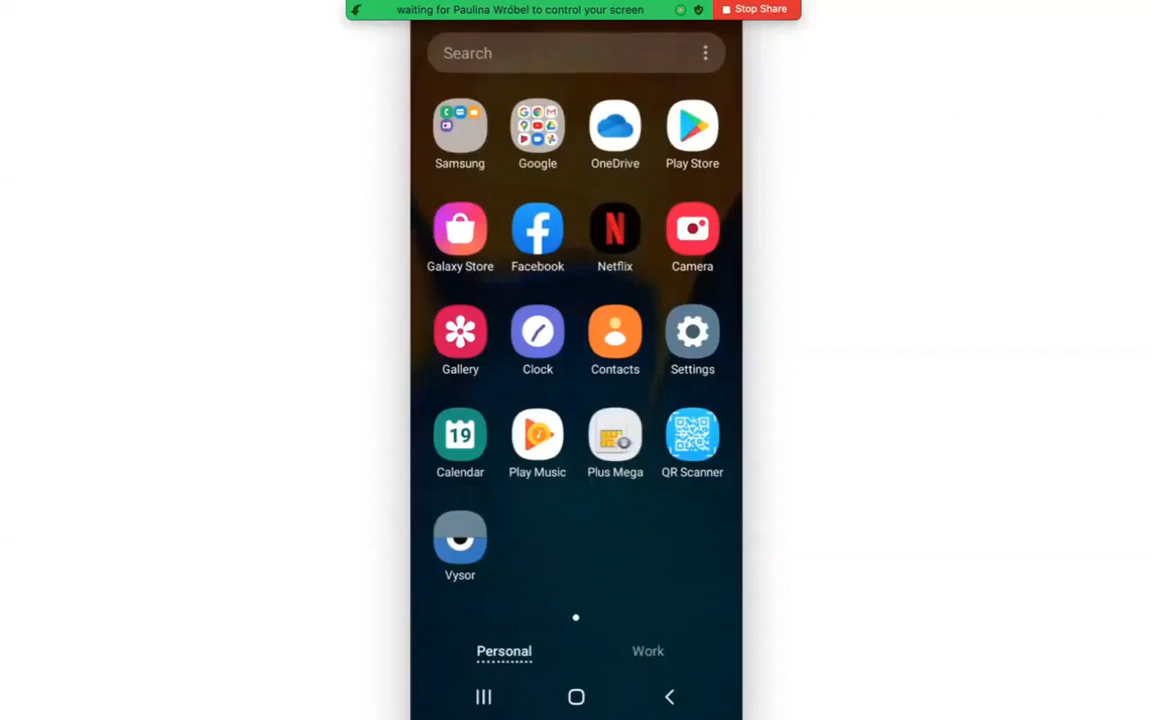 waiting for Paulina Wróbel to control your screen Stop Share
Search
Samsung Google OneDrive Play Store
Galaxy Store Facebook Netflix Camera
Gallery Clock Contacts Settings
19
Calendar Play Music Plus Mega QR Scanner
Vysor
Personal Work